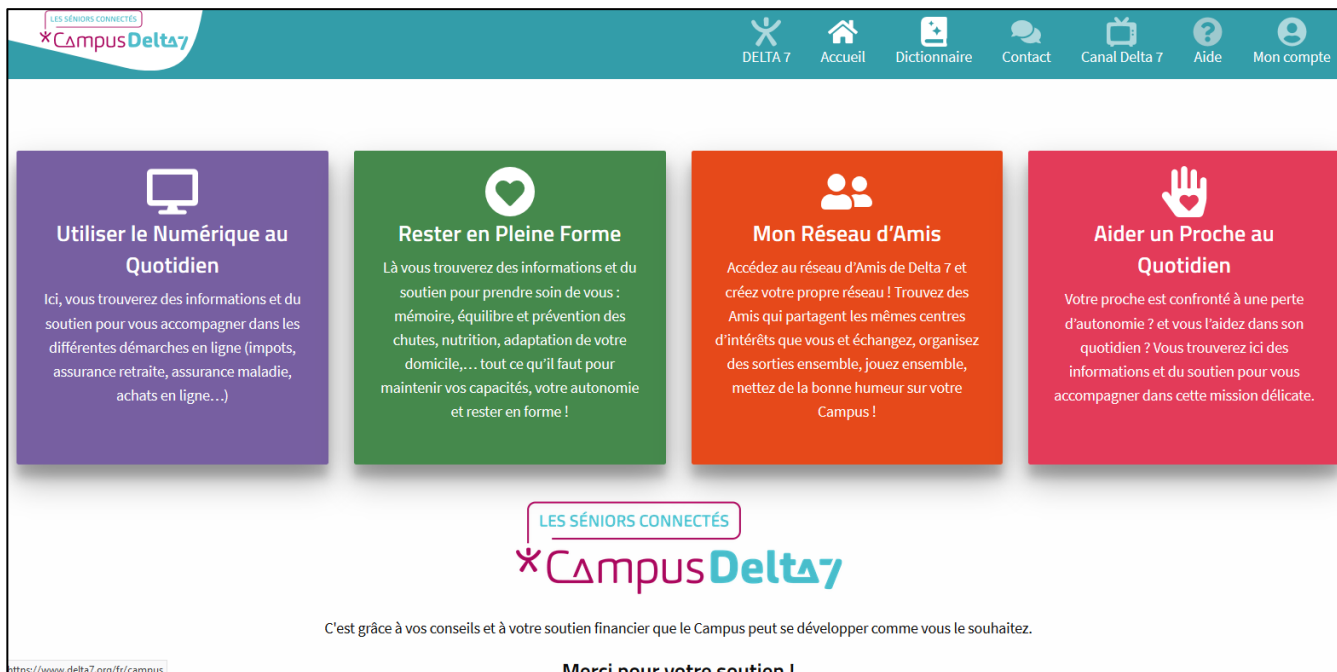 LES SÉNIORS CONNECTÉS
CampusDelta7
DELTA 7
Accueil
Dictionnaire
Contact
Canal Delta 7
Aide
Mon compte
Utiliser le Numérique au
Quotidien
Ici, vous trouverez des informations et du
soutien pour vous accompagner dans les
différentes démarches en ligne (impots,
assurance retraite, assurance maladie,
achats en ligne…)
Rester en Pleine Forme
Là vous trouverez des informations et du
soutien pour prendre soin de vous :
mémoire, équilibre et prévention des
chutes, nutrition, adaptation de votre
domicile,… tout ce qu'il faut pour
maintenir vos capacités, votre autonomie
et rester en forme !
Mon Réseau d'Amis
Accédez au réseau d'Amis de Delta 7 et
créez votre propre réseau ! Trouvez des
Amis qui partagent les mêmes centres
d'intérêts que vous et échangez, organisez
des sorties ensemble, jouez ensemble,
mettez de la bonne humeur sur votre
Campus !
Aider un Proche au
Quotidien
Votre proche est confronté à une perte
d'autonomie ? et vous l'aidez dans son
quotidien ? Vous trouverez ici des
informations et du soutien pour vous
accompagner dans cette mission délicate.
LES SÉNIORS CONNECTÉS
CampusDelta7
C'est grâce à vos conseils et à votre soutien financier que le Campus peut se développer comme vous le souhaitez.
Merci pour votre soutien !
https://www.delta7.org/fr/campus